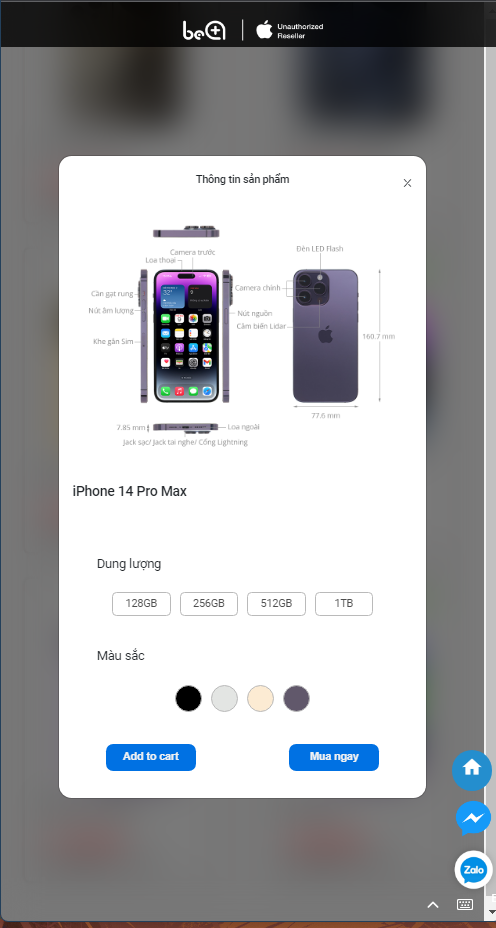 beQ
Unauthorized
Reseller
Thông tin sản phẩm
Camera trước
Loa thoại
Đèn LED Flash
Cần gạt rung
Camera chính
Nút âm lượng
Nút nguồn
Cảm biến Lidar
Khe gắn Sim
160.7 mm
77.6 mm
7.85 mm
Loa ngoài
Jack sạc/ Jack tai nghe/ Cổng Lightning
iPhone 14 Pro Max
Dung lượng
128GB
256GB
512GB
1TB
Màu sắc
Add to cart
Mua ngay
Zalo